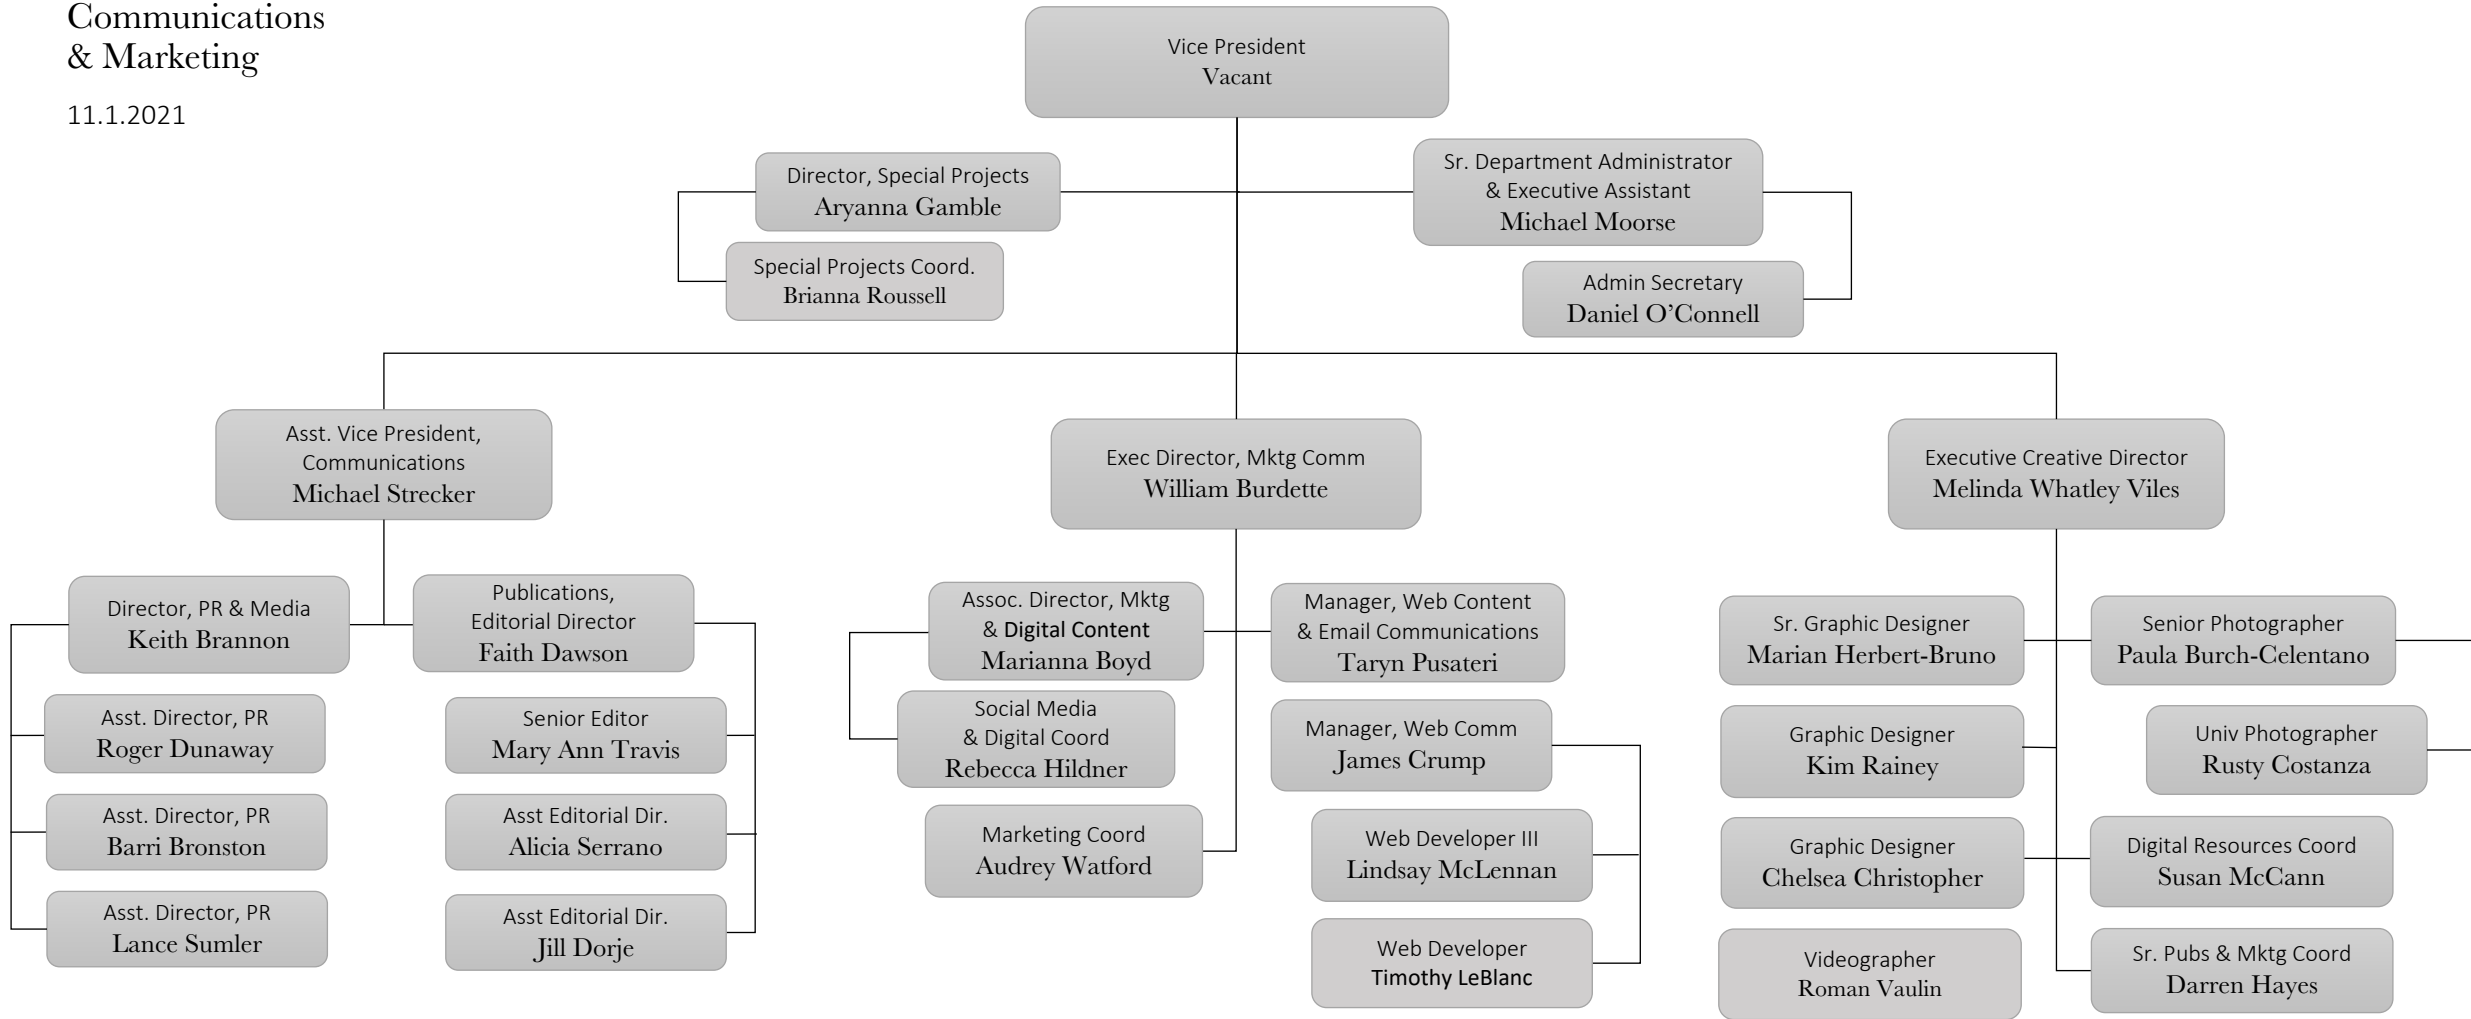 Communications
& Marketing
11.1.2021
Vice President
Vacant
Director, Special Projects
Aryanna Gamble
Sr. Department Administrator
& Executive Assistant
Michael Moorse
Special Projects Coord.
Brianna Roussell
Admin Secretary
Daniel O’Connell
Asst. Vice President,
Communications
Michael Strecker
Exec Director, Mktg Comm
William Burdette
Executive Creative Director
Melinda Whatley Viles
Director, PR & Media
Keith Brannon
Publications,
Editorial Director
Faith Dawson
Asst. Director, PR
Roger Dunaway
Senior Editor
Mary Ann Travis
Asst. Director, PR
Barri Bronston
Asst Editorial Dir.
Alicia Serrano
Asst. Director, PR
Lance Sumler
Asst Editorial Dir.
Jill Dorje
Assoc. Director, Mktg
& Digital Content
Marianna Boyd
Manager, Web Content
& Email Communications
Taryn Pusateri
Social Media
& Digital Coord
Rebecca Hildner
Manager, Web Comm
James Crump
Marketing Coord
Audrey Watford
Web Developer III
Lindsay McLennan
Web Developer
Timothy LeBlanc
Sr. Graphic Designer
Marian Herbert-Bruno
Senior Photographer
Paula Burch-Celentano
Graphic Designer
Kim Rainey
Univ Photographer
Rusty Costanza
Graphic Designer
Chelsea Christopher
Digital Resources Coord
Susan McCann
Videographer
Roman Vaulin
Sr. Pubs & Mktg Coord
Darren Hayes